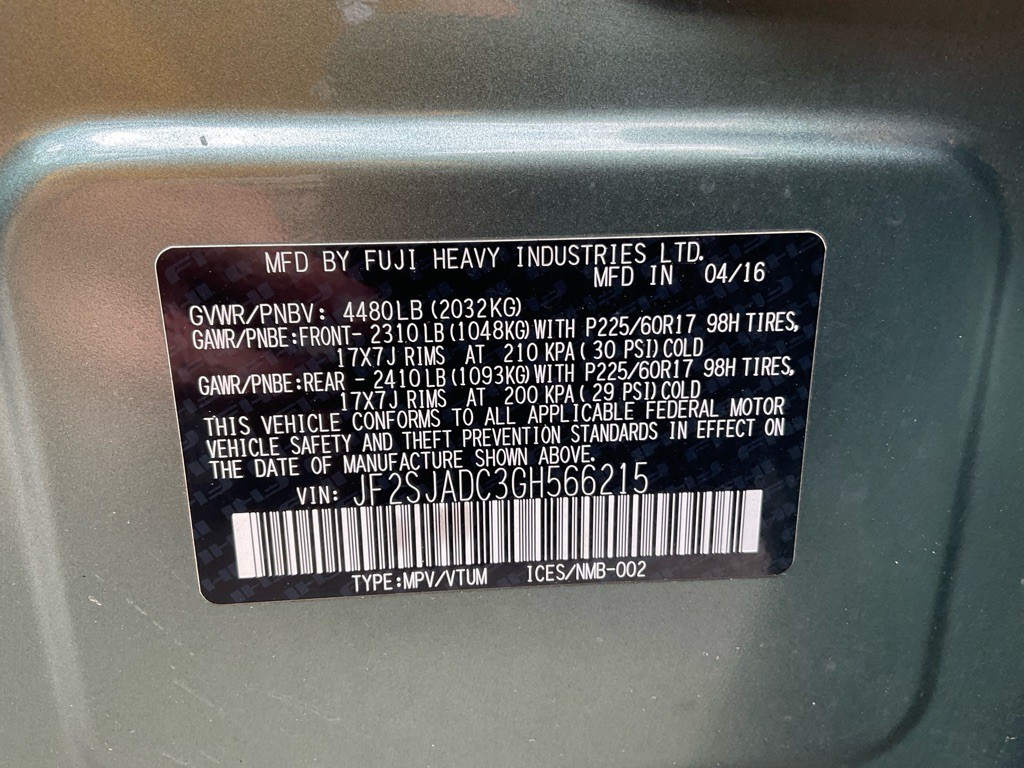 MFD BY FUJI HEAVY INDUSTRIES LTD.
MFD IN 04/16
GVWR/PNBV: 4480LB (2032KG)
GAWR/PNBE:FRONT- 2310LB (1048KG) WITH P225/60R17 98H TIRES,
17X7J RIMS AT 210 KPA ( 30 PSI) COLD
GAWR/PNBE:REAR - 2410LB (1093KG) WITH P225/60R17 98H TIRES,
17X7J RIMS AT 200 KPA ( 29 PSI) COLD
THIS VEHICLE CONFORMS TO ALL APPLICABLE FEDERAL MOTOR
VEHICLE SAFETY AND THEFT PREVENTION STANDARDS IN EFFECT ON
THE DATE OF MANUFACTURE SHOWN ABOVE.
VIN: JF2SJADC3GH566215
TYPE:MPV/VTUM ICES/NMB-002